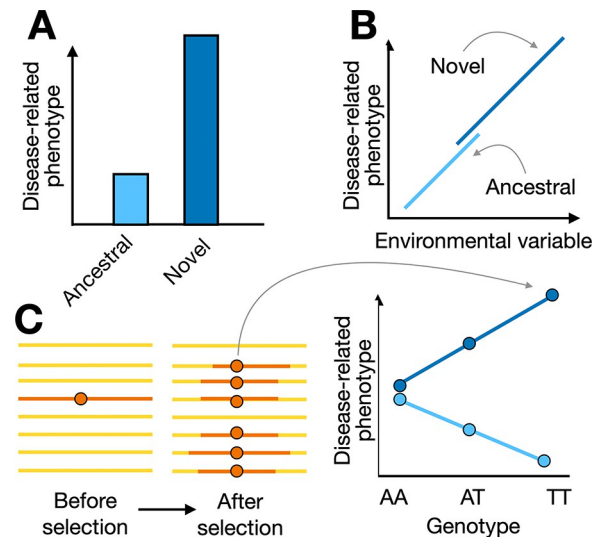 A
Disease-related
phenotype
Ancestral
Novel
B
Disease-related
phenotype
Novel
Ancestral
Environmental variable
C
Before
selection
After
selection
Disease-related
phenotype
AA
AT
TT
Genotype